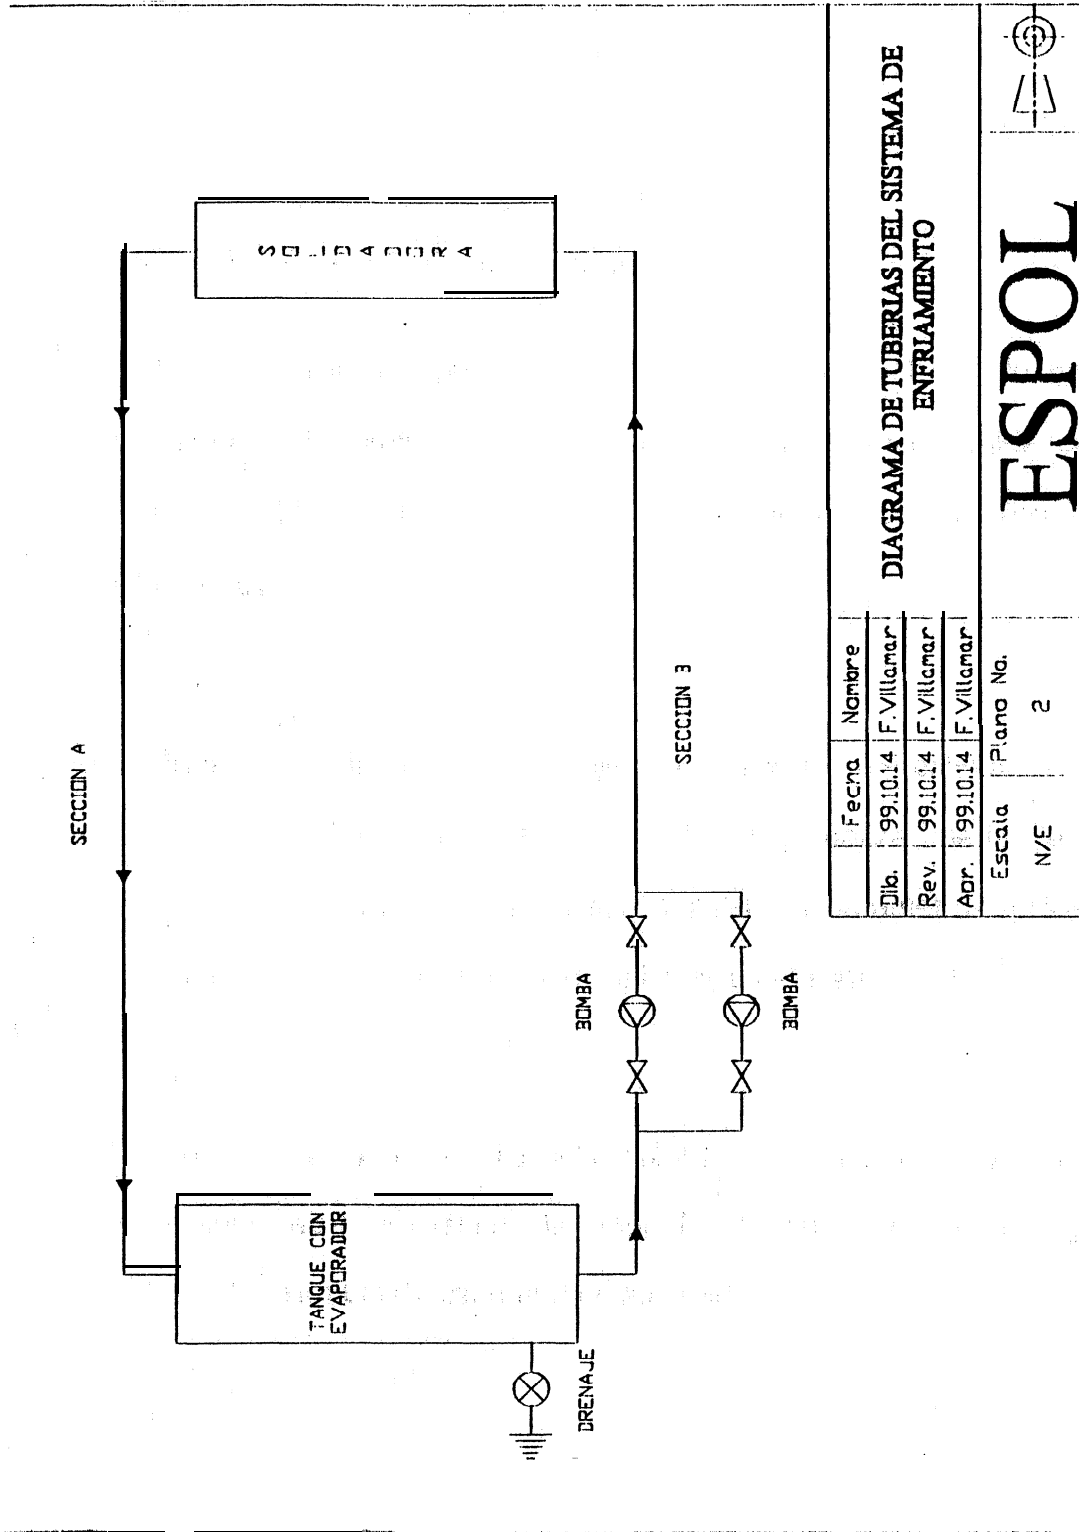 SECCION A
SOLIDADORA
TANQUE CON
EVAPORADOR
DRENAJE
BOMBA
BOMBA
SECCION B
Fecha Nombre
Dib. 99.10.14 F.Villamar
Rev. 99.10.14 F.Villamar
Apr. 99.10.14 F.Villamar
DIAGRAMA DE TUBERIAS DEL SISTEMA DE
ENFRIAMIENTO
Escala
N/E
Plano No.
2
ESPOL